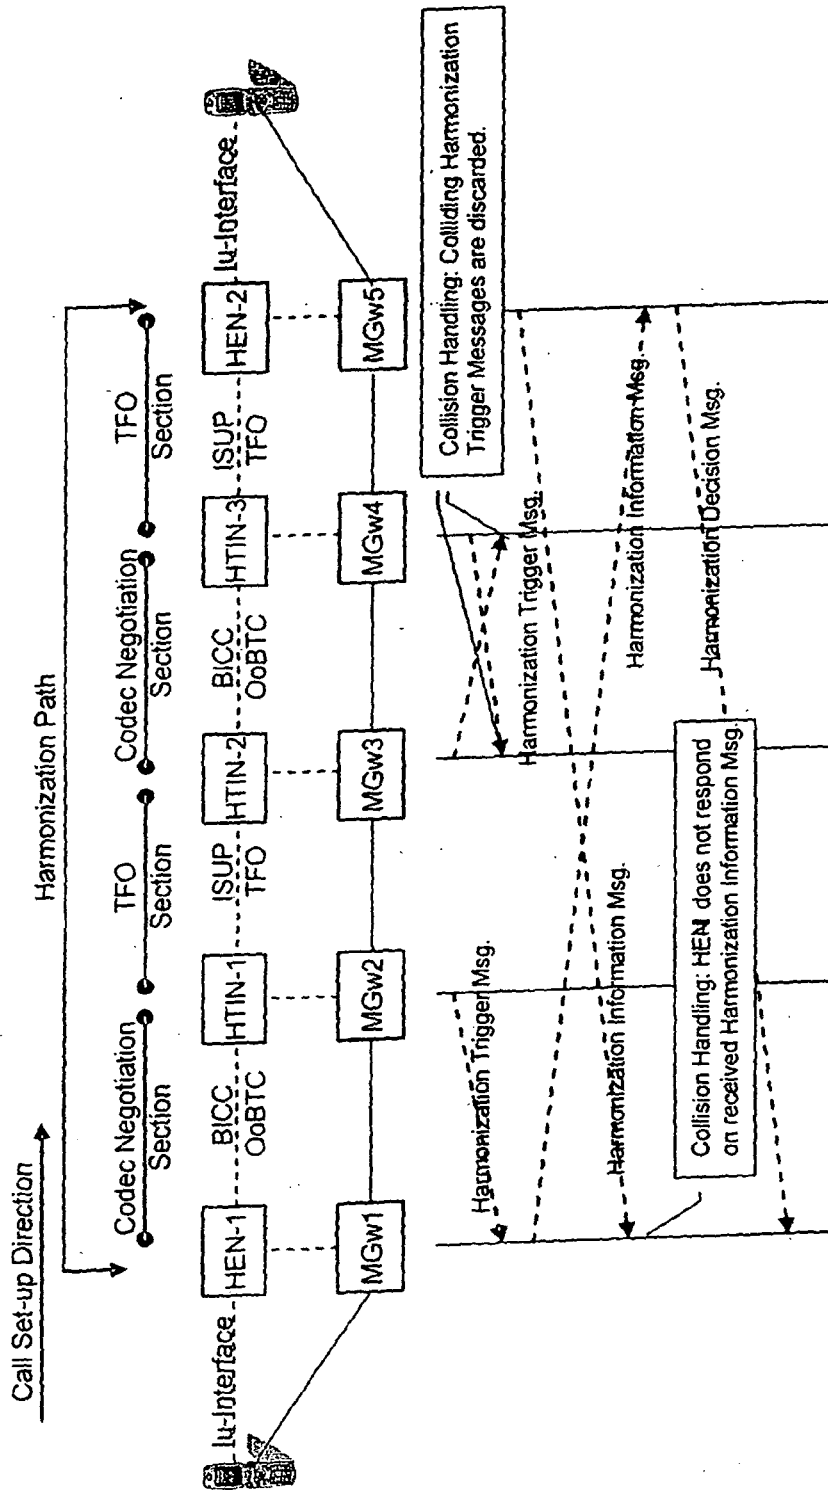 Call Set-up Direction
Harmonization Path
Codec Negotiation
Section
TFO
Section
Codec Negotiation
Section
TFO
Section
Iu-Interface
HEN-1
BICC
OoBTC
HTIN-1
ISUP
TFO
HTIN-2
BICC
OoBTC
HTIN-3
ISUP
TFO
HEN-2
Iu-Interface
MGw1
MGw2
MGw3
MGw4
MGw5
Collision Handling: Colliding Harmonization
Trigger Messages are discarded.
Harmonization Trigger Msg.
Harmonization Trigger Msg.
Harmonization Information Msg.
Harmonization Information Msg.
Harmonization Decision Msg.
Collision Handling: HEN does not respond
on received Harmonization Information Msg.